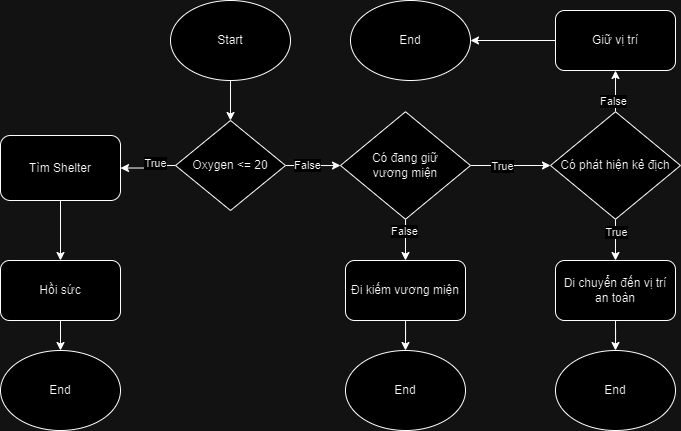 Start
End
Giữ vị trí
False
Tìm Shelter
True
Oxygen <= 20
False
Có đang giữ
vương miện
True
Có phát hiện kẻ địch
False
True
Hồi sức
Đi kiếm vương miện
Di chuyển đến vị trí
an toàn
End
End
End